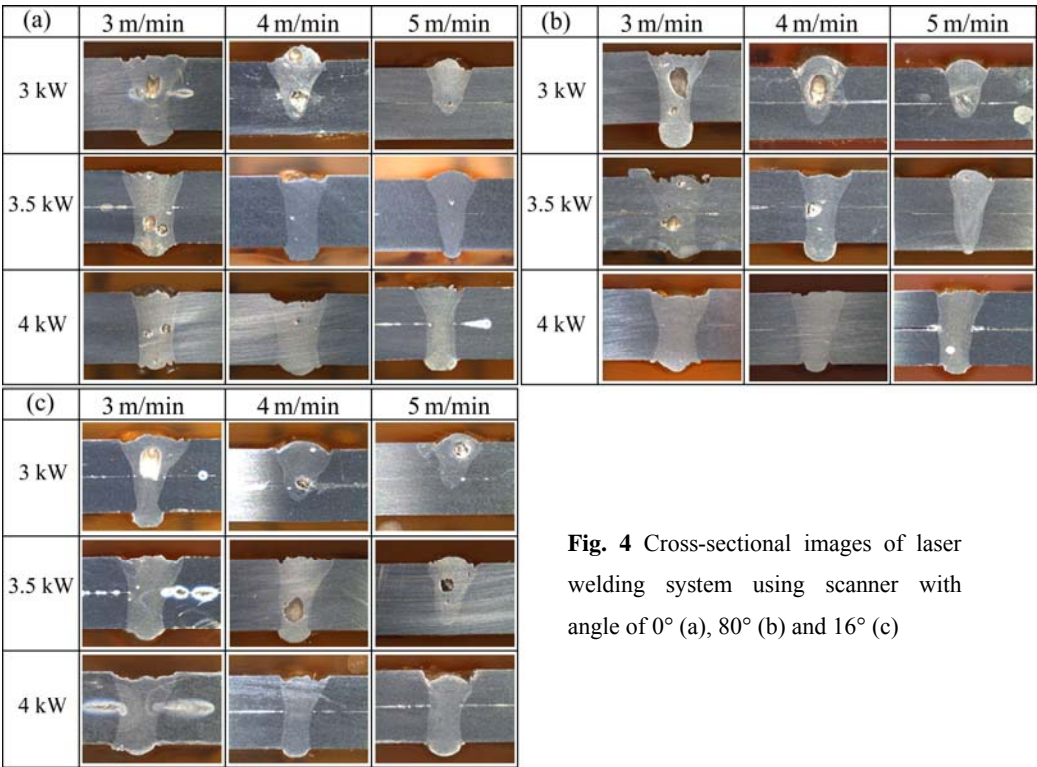 (a) 3 m/min 4 m/min 5 m/min
3 kW
3.5 kW
4 kW
(b) 3 m/min 4 m/min 5 m/min
3 kW
3.5 kW
4 kW
(c) 3 m/min 4 m/min 5 m/min
3 kW
3.5 kW
4 kW
Fig. 4 Cross-sectional images of laser
welding system using scanner with
angle of 0° (a), 80° (b) and 16° (c)